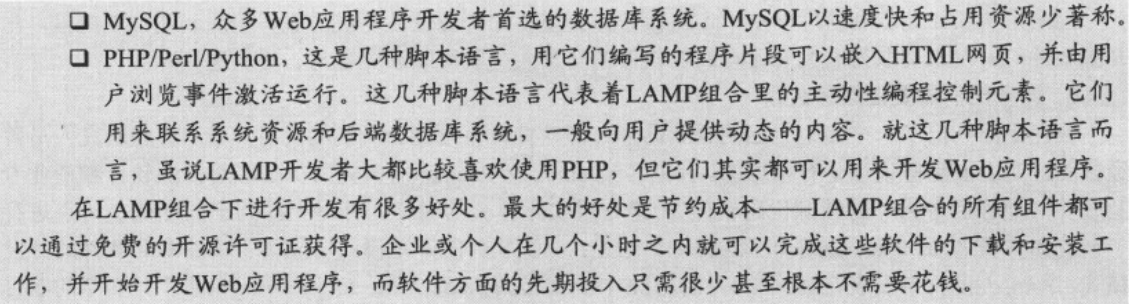 ❑ MySQL，众多Web应用程序开发者首选的数据库系统。MySQL以速度快和占用资源少著称。
❑ PHP/Perl/Python，这是几种脚本语言，用它们编写的程序片段可以嵌入HTML网页，并由用
户浏览事件激活运行。这几种脚本语言代表着LAMP组合里的主动性编程控制元素。它们
用来联系系统资源和后端数据库系统，一般向用户提供动态的内容。就这几种脚本语言而
言，虽说LAMP开发者大都比较喜欢使用PHP，但它们其实都可以用来开发Web应用程序。
在LAMP组合下进行开发有很多好处。最大的好处是节约成本——LAMP组合的所有组件都可
以通过免费的开源许可证获得。企业或个人在几个小时之内就可以完成这些软件的下载和安装工
作，并开始开发Web应用程序，而软件方面的先期投入只需很少甚至根本不需要花钱。